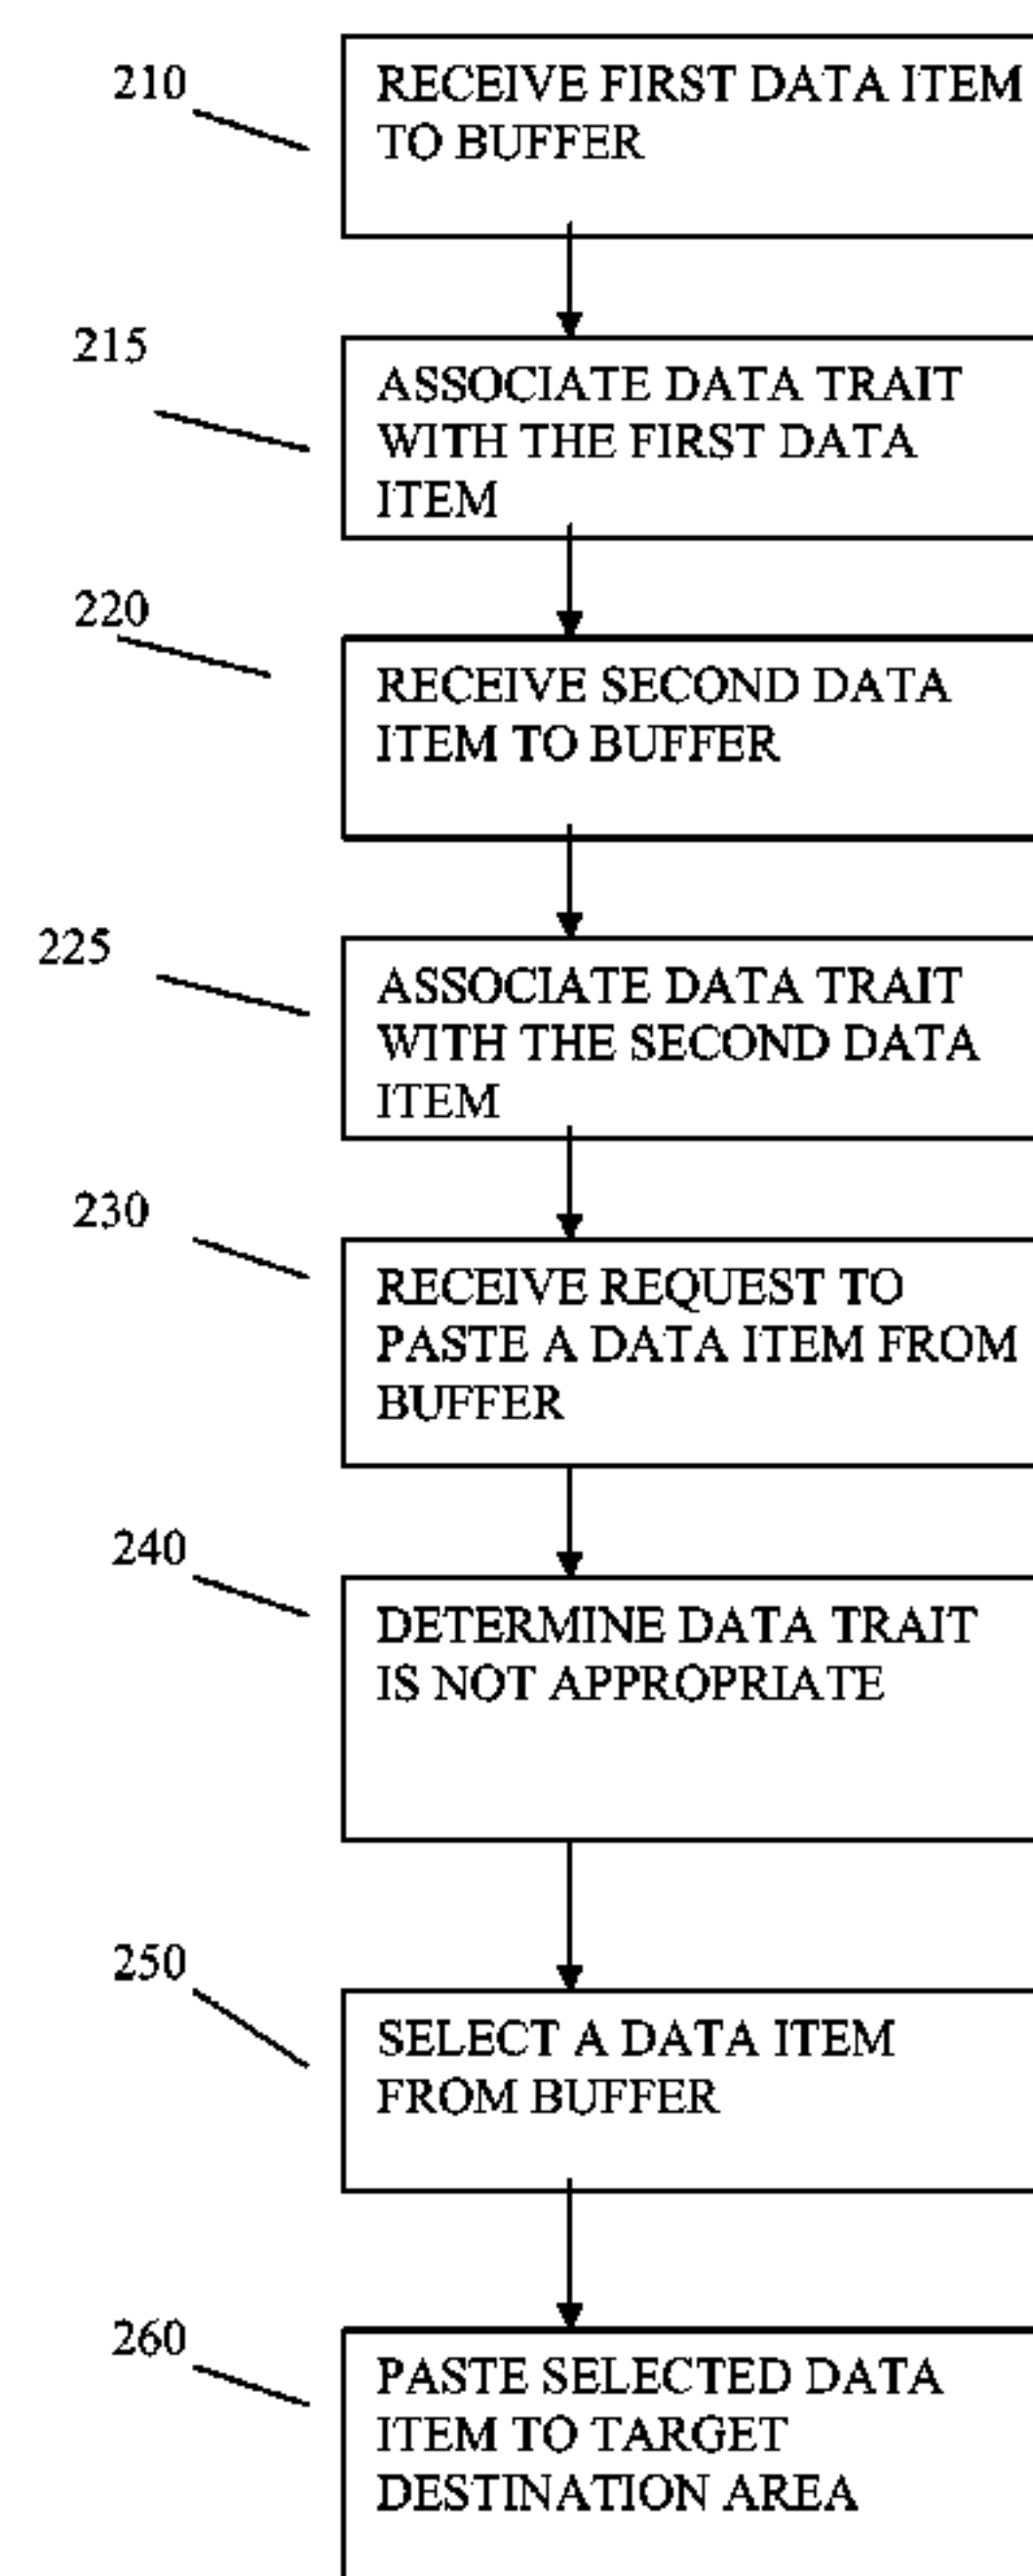 210
RECEIVE FIRST DATA ITEM
TO BUFFER
215
ASSOCIATE DATA TRAIT
WITH THE FIRST DATA
ITEM
220
RECEIVE SECOND DATA
ITEM TO BUFFER
225
ASSOCIATE DATA TRAIT
WITH THE SECOND DATA
ITEM
230
RECEIVE REQUEST TO
PASTE A DATA ITEM FROM
BUFFER
240
DETERMINE DATA TRAIT
IS NOT APPROPRIATE
250
SELECT A DATA ITEM
FROM BUFFER
260
PASTE SELECTED DATA
ITEM TO TARGET
DESTINATION AREA